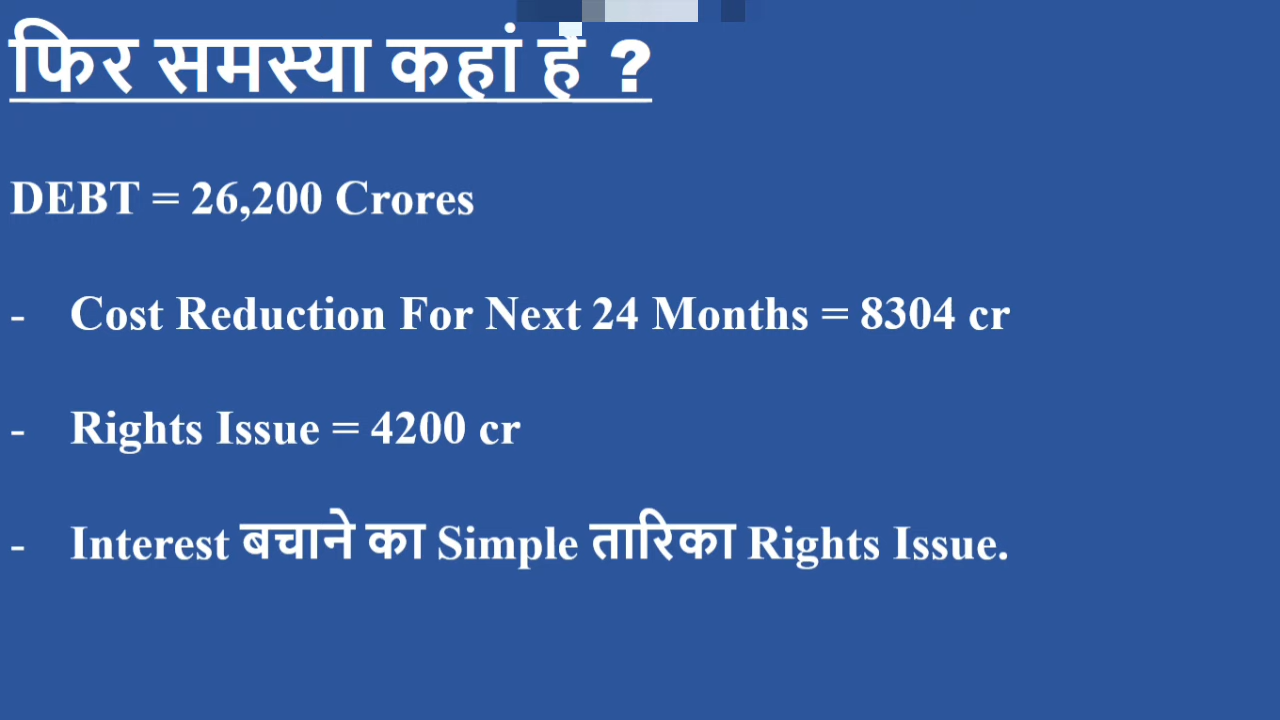 फिर समस्या कहां हैं ?
DEBT = 26,200 Crores
- Cost Reduction For Next 24 Months = 8304 cr
- Rights Issue = 4200 cr
- Interest बचाने का Simple तारिका Rights Issue.